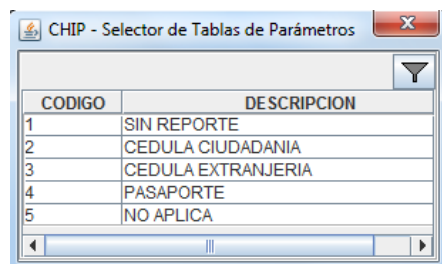 CHIP - Selector de Tablas de Parámetros
CODIGO DESCRIPCION
1 SIN REPORTE
2 CEDULA CIUDADANIA
3 CEDULA EXTRANJERIA
4 PASAPORTE
5 NO APLICA